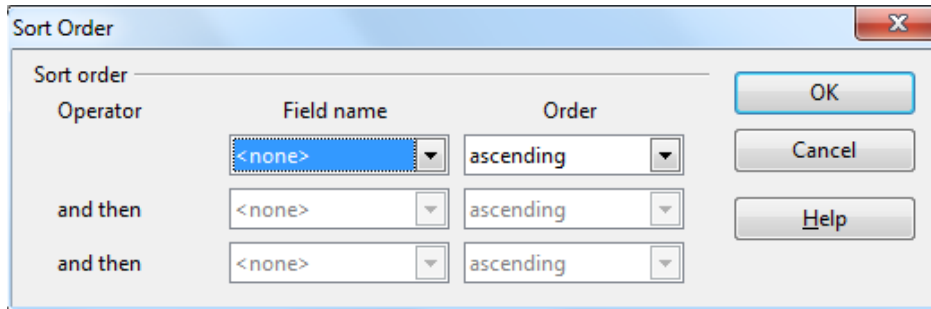 Sort Order
Sort order
Operator Field name Order
<none> ascending
and then <none> ascending
and then <none> ascending
OK
Cancel
Help